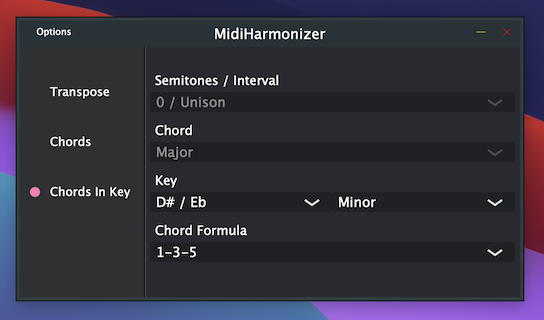 Options
MidiHarmonizer
Transpose
Chords
Chords In Key
Semitones / Interval
0 / Unison
Chord
Major
Key
D# / Eb
Minor
Chord Formula
1-3-5